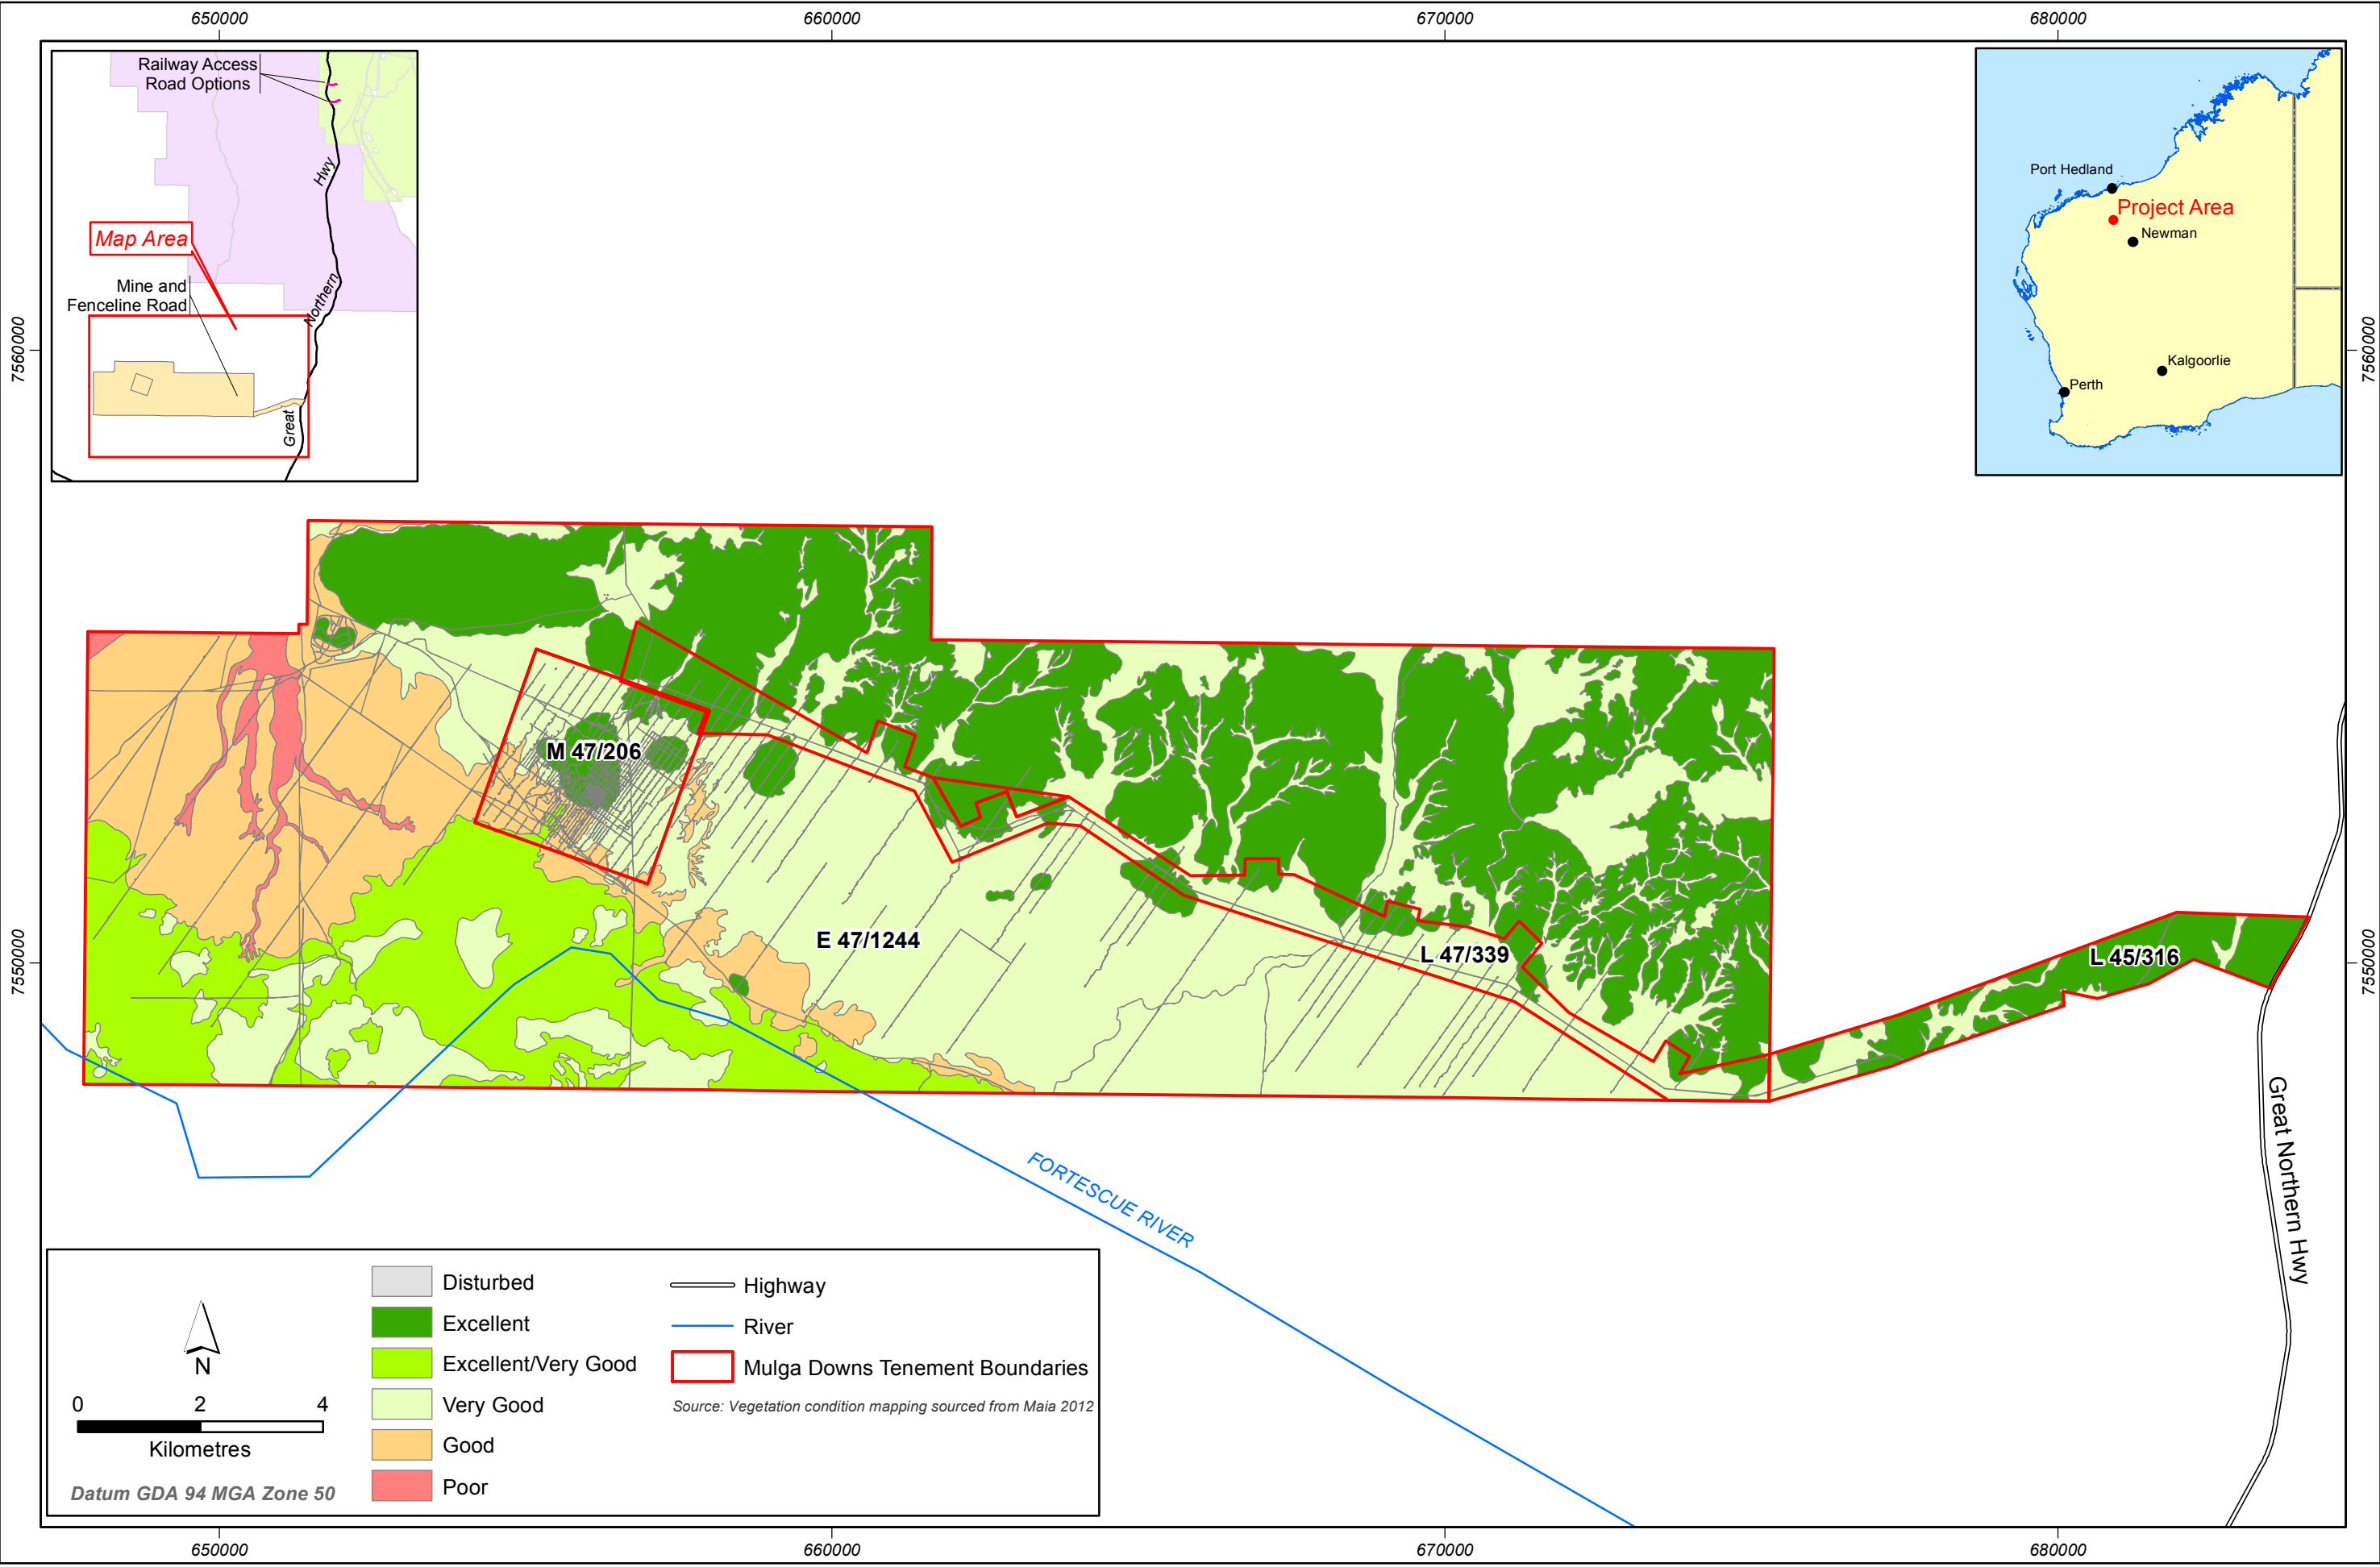 650000
660000
670000
680000
Railway Access
Road Options
Hwy
Map Area
Mine and
Fenceline Road
Northern
Great
Port Hedland
Project Area
Newman
Kalgoorlie
Perth
7560000
7560000
M 47/206
E 47/1244
L 47/339
L 45/316
7550000
7550000
FORTESCUE RIVER
Great Northern Hwy
N
0 2 4
Kilometres
Datum GDA 94 MGA Zone 50
Disturbed
Excellent
Excellent/Very Good
Very Good
Good
Poor
Highway
River
Mulga Downs Tenement Boundaries
Source: Vegetation condition mapping sourced from Maia 2012
650000
660000
670000
680000